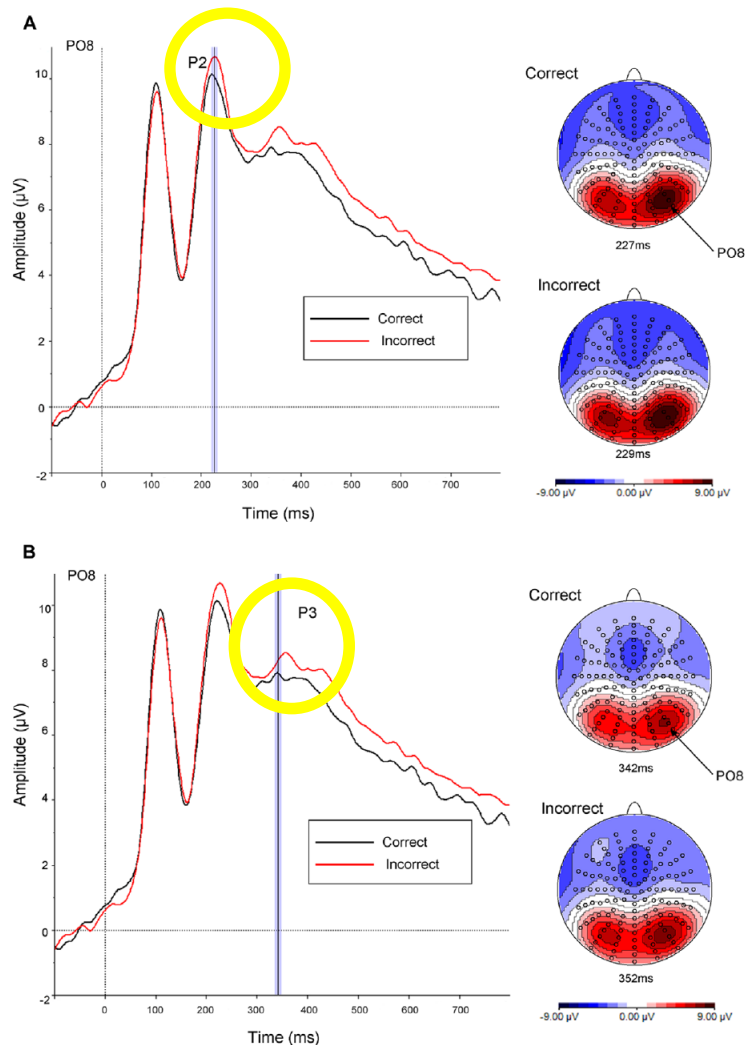 A
PO8
P2
10
8
6
4
2
0
-2
Amplitude (µV)
0
100
200
300
400
500
600
700
Time (ms)
Correct
Incorrect
Correct
227ms
PO8
Incorrect
229ms
-9.00 µV
0.00 µV
9.00 µV
B
PO8
P3
10
8
6
4
2
0
-2
Amplitude (µV)
0
100
200
300
400
500
600
700
Time (ms)
Correct
Incorrect
Correct
342ms
PO8
Incorrect
352ms
-9.00 µV
0.00 µV
9.00 µV